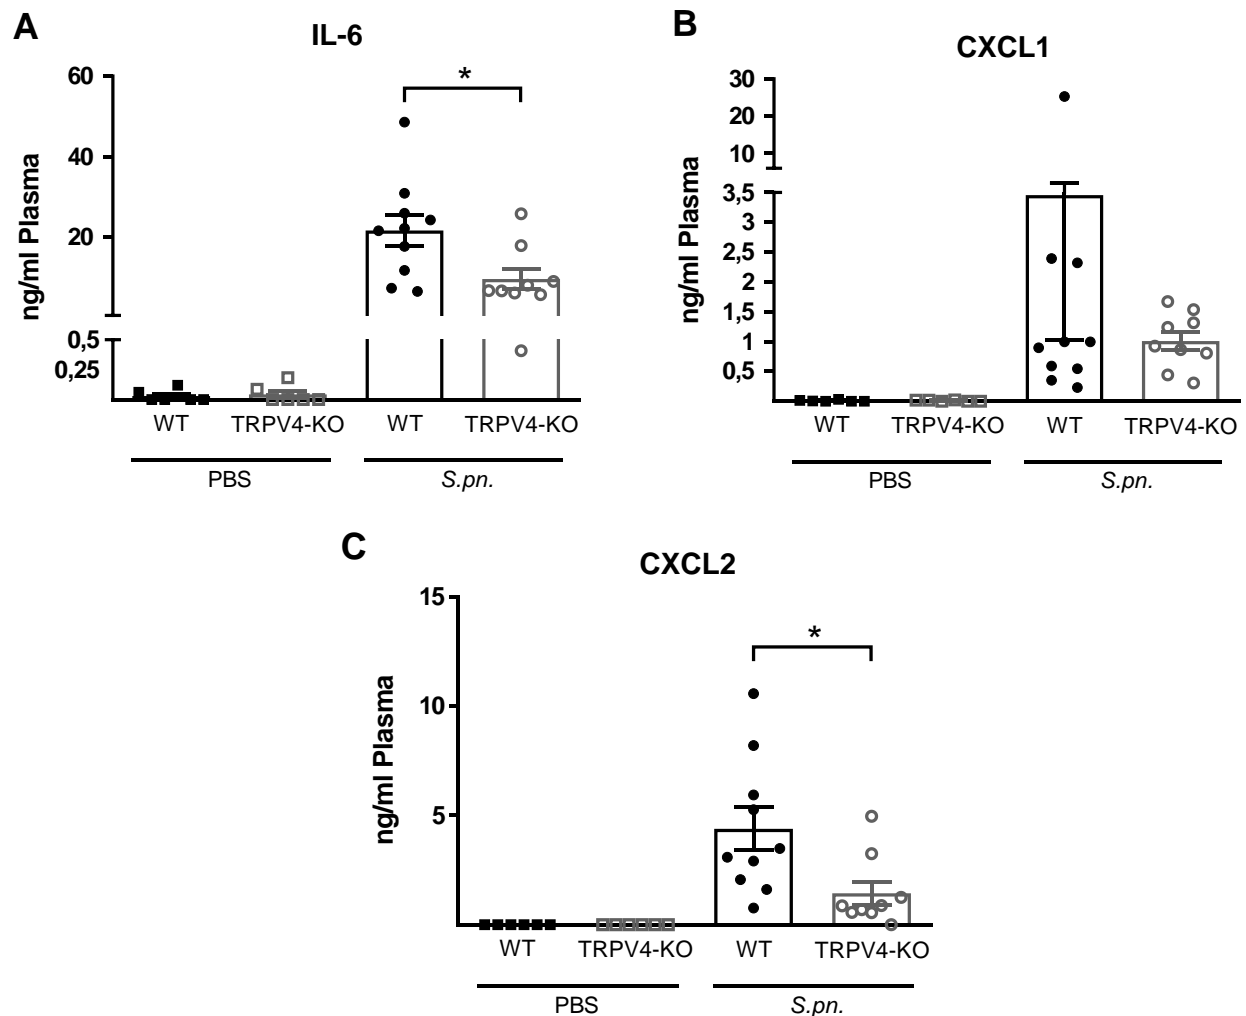 A
IL-6
ng/ml Plasma
60
40
20
0,5
0,25
*
WT
TRPV4-KO
WT
TRPV4-KO
PBS
S.pn.
B
CXCL1
ng/ml Plasma
30
20
10
3,5
3
2,5
2
1,5
1
0,5
WT
TRPV4-KO
WT
TRPV4-KO
PBS
S.pn.
C
CXCL2
ng/ml Plasma
15
10
5
*
WT
TRPV4-KO
WT
TRPV4-KO
PBS
S.pn.